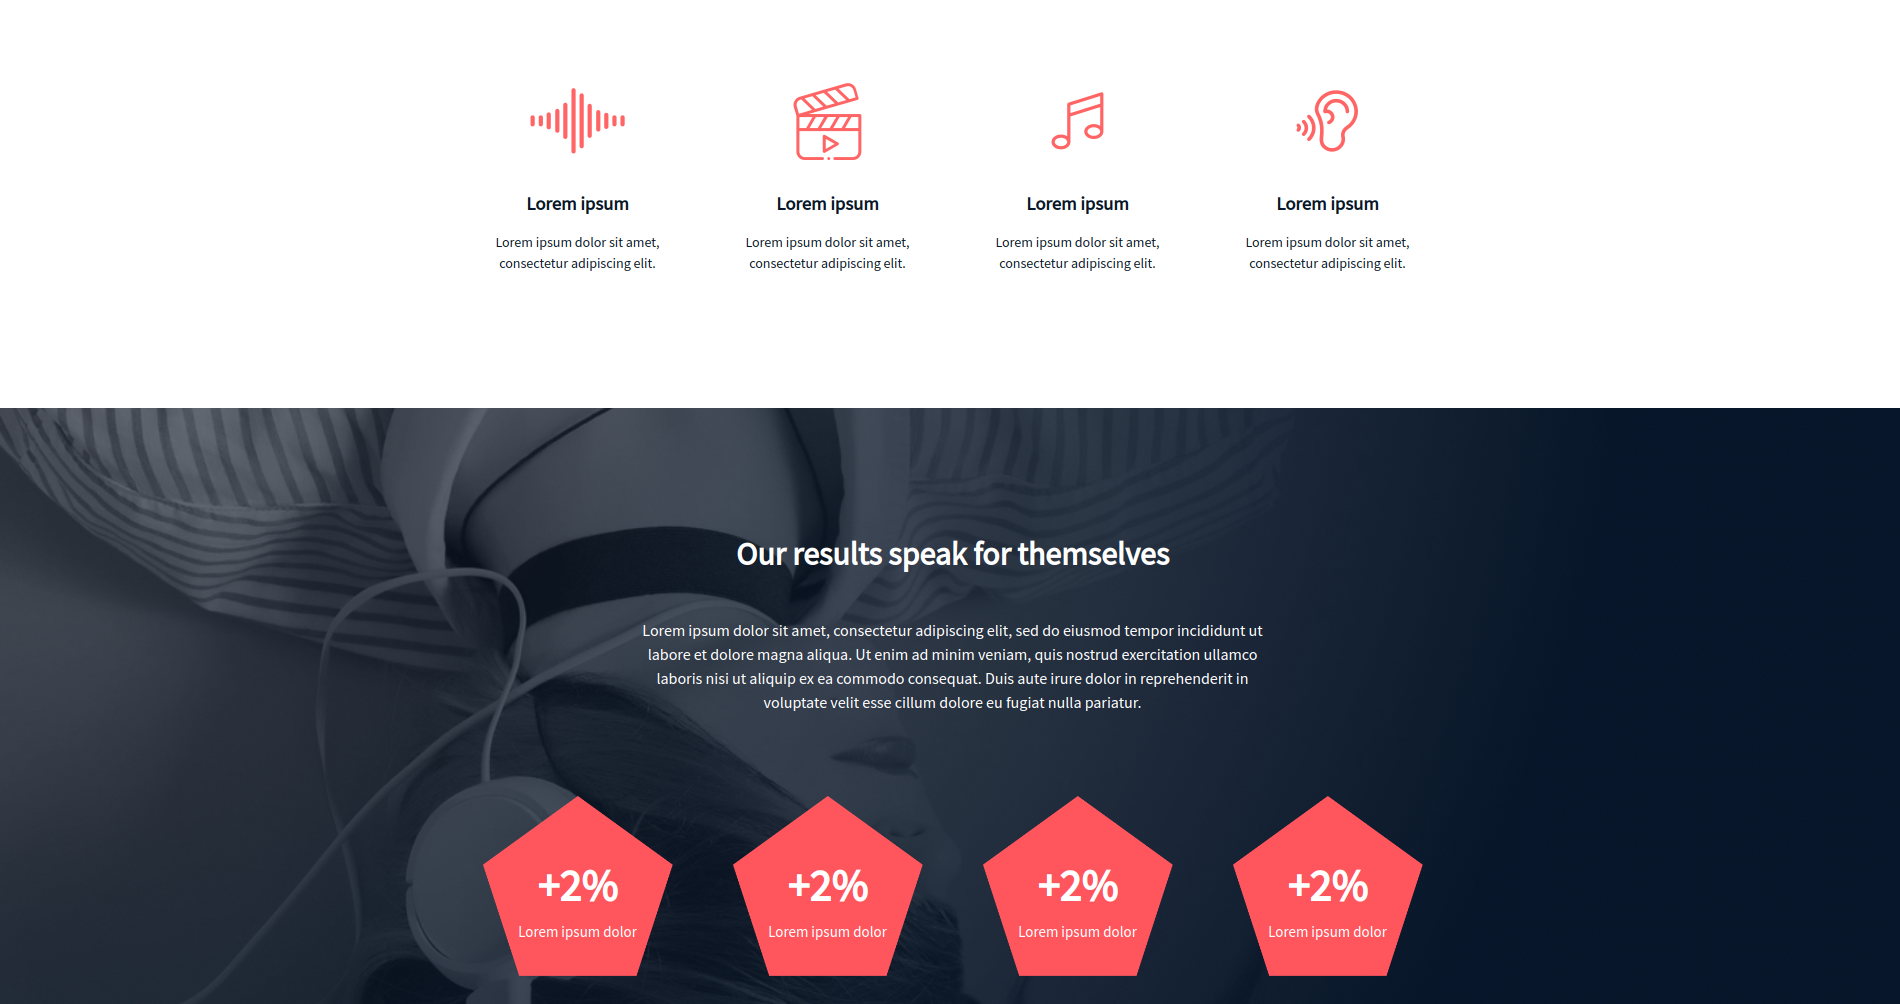 Lorem ipsum
Lorem ipsum dolor sit amet,
consectetur adipiscing elit.
Lorem ipsum
Lorem ipsum dolor sit amet,
consectetur adipiscing elit.
Lorem ipsum
Lorem ipsum dolor sit amet,
consectetur adipiscing elit.
Lorem ipsum
Lorem ipsum dolor sit amet,
consectetur adipiscing elit.
Our results speak for themselves
Lorem ipsum dolor sit amet, consectetur adipiscing elit, sed do eiusmod tempor incididunt ut
labore et dolore magna aliqua. Ut enim ad minim veniam, quis nostrud exercitation ullamco
laboris nisi ut aliquip ex ea commodo consequat. Duis aute irure dolor in reprehenderit in
voluptate velit esse cillum dolore eu fugiat nulla pariatur.
+2%
Lorem ipsum dolor
+2%
Lorem ipsum dolor
+2%
Lorem ipsum dolor
+2%
Lorem ipsum dolor